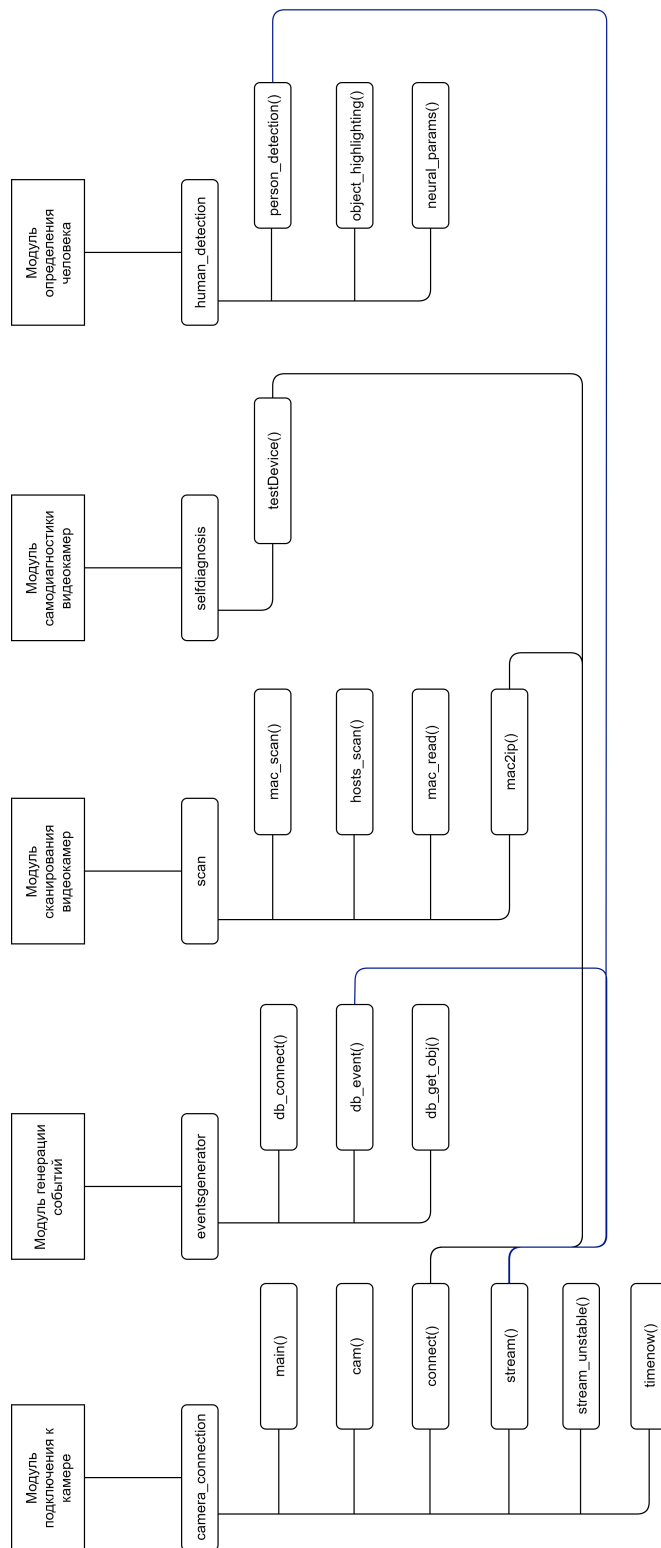 Модуль
подключения к
камере
camera_connection
main()
cam()
connect()
stream()
stream_unstable()
timenow()
Модуль генерации
событий
eventsgenerator
db_connect()
db_event()
db_get_obj()
Модуль
сканирования
видеокамер
scan
mac_scan()
hosts_scan()
mac_read()
mac2ip()
Модуль
самодиагностики
видеокамер
selfdiagnosis
testDevice()
Модуль
определения
человека
human_detection
person_detection()
object_highlighting()
neural_params()